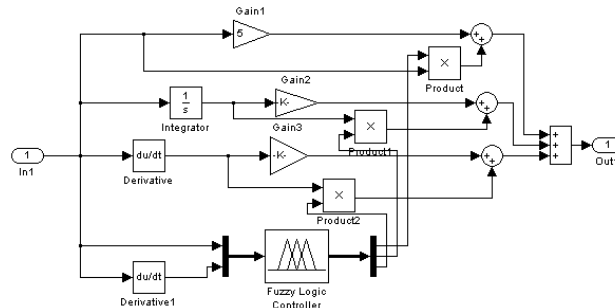 Gain1
5
Product
×
Gain2
-K-
1
s
Integrator
Gain3
×
Product1
1
In1
du/dt
Derivative
-K-
×
Product2
+
+
+
+
+
+
+
+
+
1
Out1
du/dt
Derivative1
Fuzzy Logic
Controller